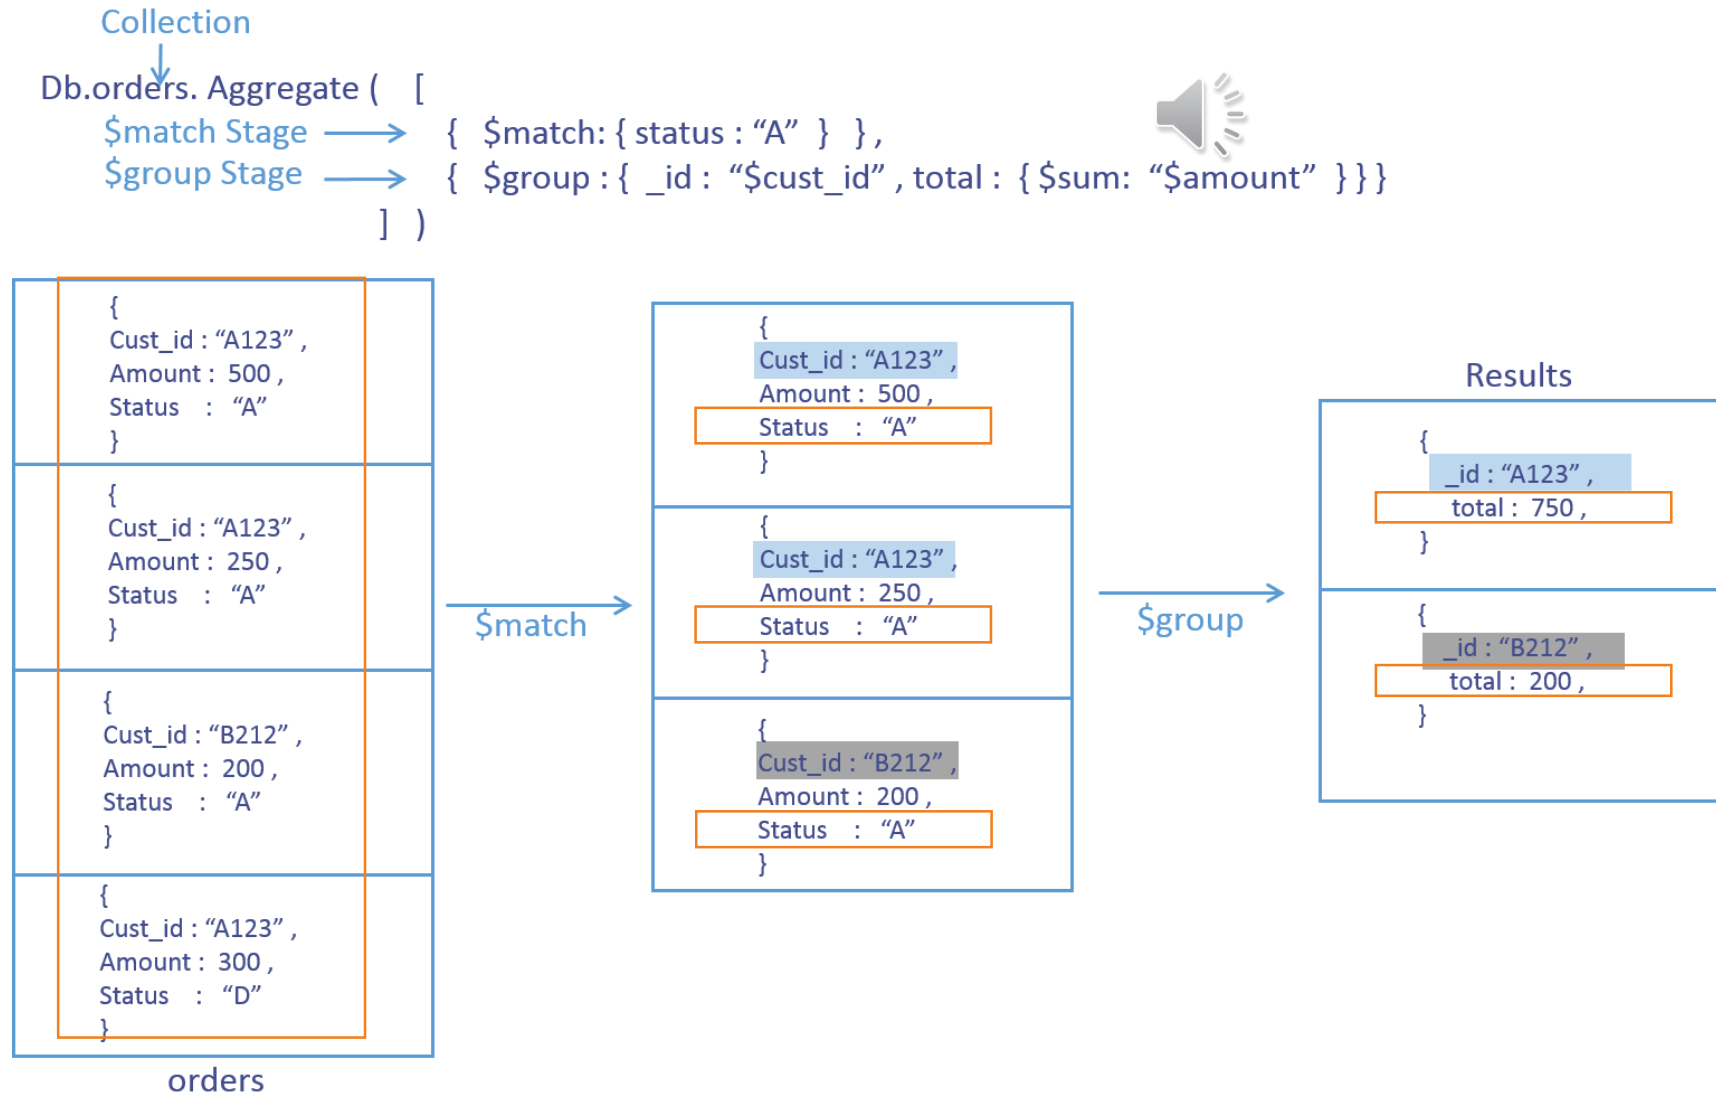 Collection
Db.orders. Aggregate ( [
$match Stage { $match: { status : “A” } } ,
$group Stage { $group : { _id : “$cust_id” , total : { $sum: “$amount” } } }
] )
{
Cust_id : “A123” ,
Amount : 500 ,
Status : “A”
}
{
Cust_id : “A123” ,
Amount : 250 ,
Status : “A”
}
{
Cust_id : “B212” ,
Amount : 200 ,
Status : “A”
}
{
Cust_id : “A123” ,
Amount : 300 ,
Status : “D”
}
orders
$match
{
Cust_id : “A123” ,
Amount : 500 ,
Status : “A”
}
{
Cust_id : “A123” ,
Amount : 250 ,
Status : “A”
}
{
Cust_id : “B212” ,
Amount : 200 ,
Status : “A”
}
$group
Results
{
_id : “A123” ,
total : 750 ,
}
{
_id : “B212” ,
total : 200 ,
}